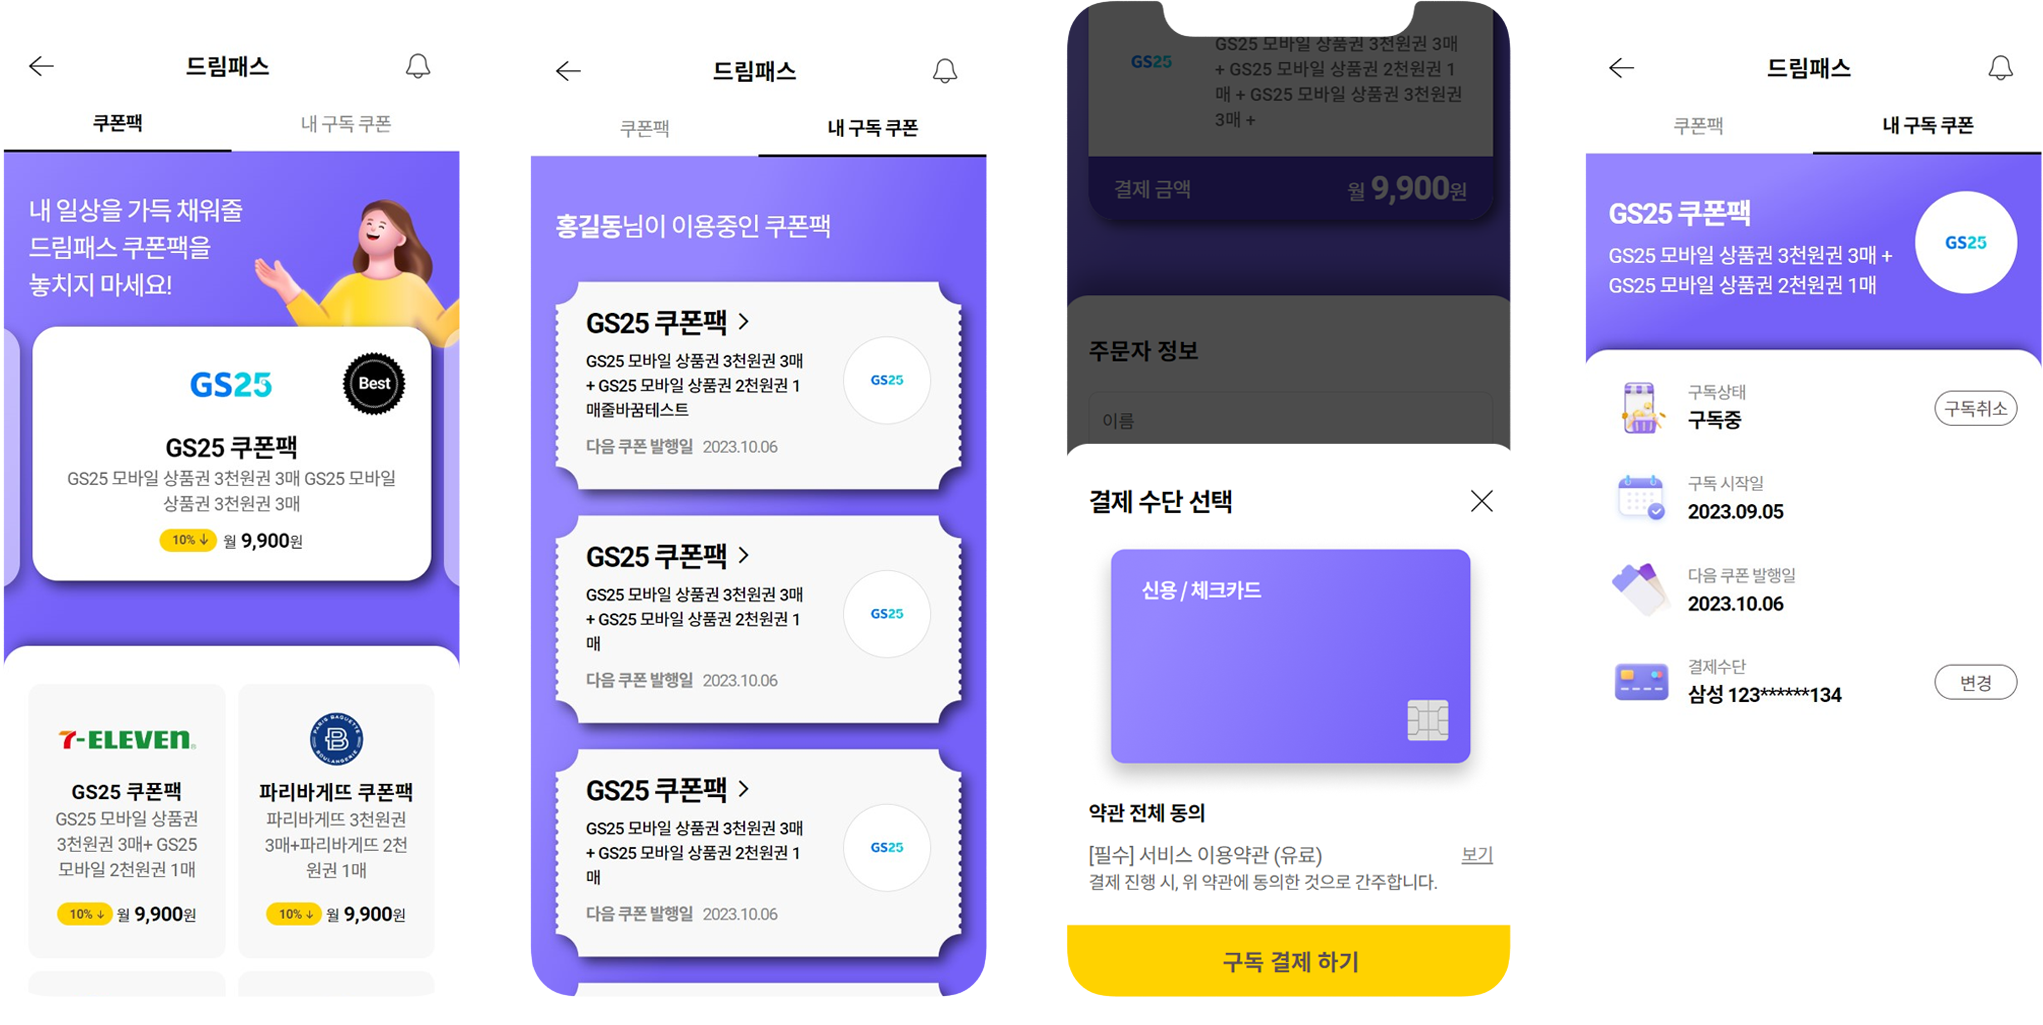 드림패스
쿠폰팩
내 구독 쿠폰
내 일상을 가득 채워줄
드림패스 쿠폰팩을
놓치지 마세요!
GS25
Best
GS25 쿠폰팩
GS25 모바일 상품권 3천원권 3매 GS25 모바일
상품권 3천원권 3매
10%↓ 월 9,900원
7-ELEVEN®
GS25 쿠폰팩
GS25 모바일 상품권
3천원권 3매+ GS25
모바일 2천원권 1매
10%↓ 월 9,900원
PARIS BAGUETTE
B
BOULANGERIE
파리바게뜨 쿠폰팩
파리바게뜨 3천원권
3매+파리바게뜨 2천
원권 1매
10%↓ 월 9,900원
드림패스
쿠폰팩
내 구독 쿠폰
홍길동님이 이용중인 쿠폰팩
GS25 쿠폰팩 >
GS25 모바일 상품권 3천원권 3매
+ GS25 모바일 상품권 2천원권 1
매줄바꿈테스트
다음 쿠폰 발행일 2023.10.06
GS25
GS25 쿠폰팩 >
GS25 모바일 상품권 3천원권 3매
+ GS25 모바일 상품권 2천원권 1
매
다음 쿠폰 발행일 2023.10.06
GS25
GS25 쿠폰팩 >
GS25 모바일 상품권 3천원권 3매
+ GS25 모바일 상품권 2천원권 1
매
다음 쿠폰 발행일 2023.10.06
GS25
GS25
GS25 모바일 상품권 3천원권 3매
+ GS25 모바일 상품권 2천원권 1
매 + GS25 모바일 상품권 3천원권
3매 +
결제 금액
월 9,900원
주문자 정보
이름
결제 수단 선택
신용 / 체크카드
약관 전체 동의
[필수] 서비스 이용약관 (유료)
보기
결제 진행 시, 위 약관에 동의한 것으로 간주합니다.
구독 결제 하기
드림패스
쿠폰팩
내 구독 쿠폰
GS25 쿠폰팩
GS25 모바일 상품권 3천원권 3매 +
GS25 모바일 상품권 2천원권 1매
GS25
구독상태
구독중
구독취소
구독 시작일
2023.09.05
다음 쿠폰 발행일
2023.10.06
결제수단
삼성 123******134
변경